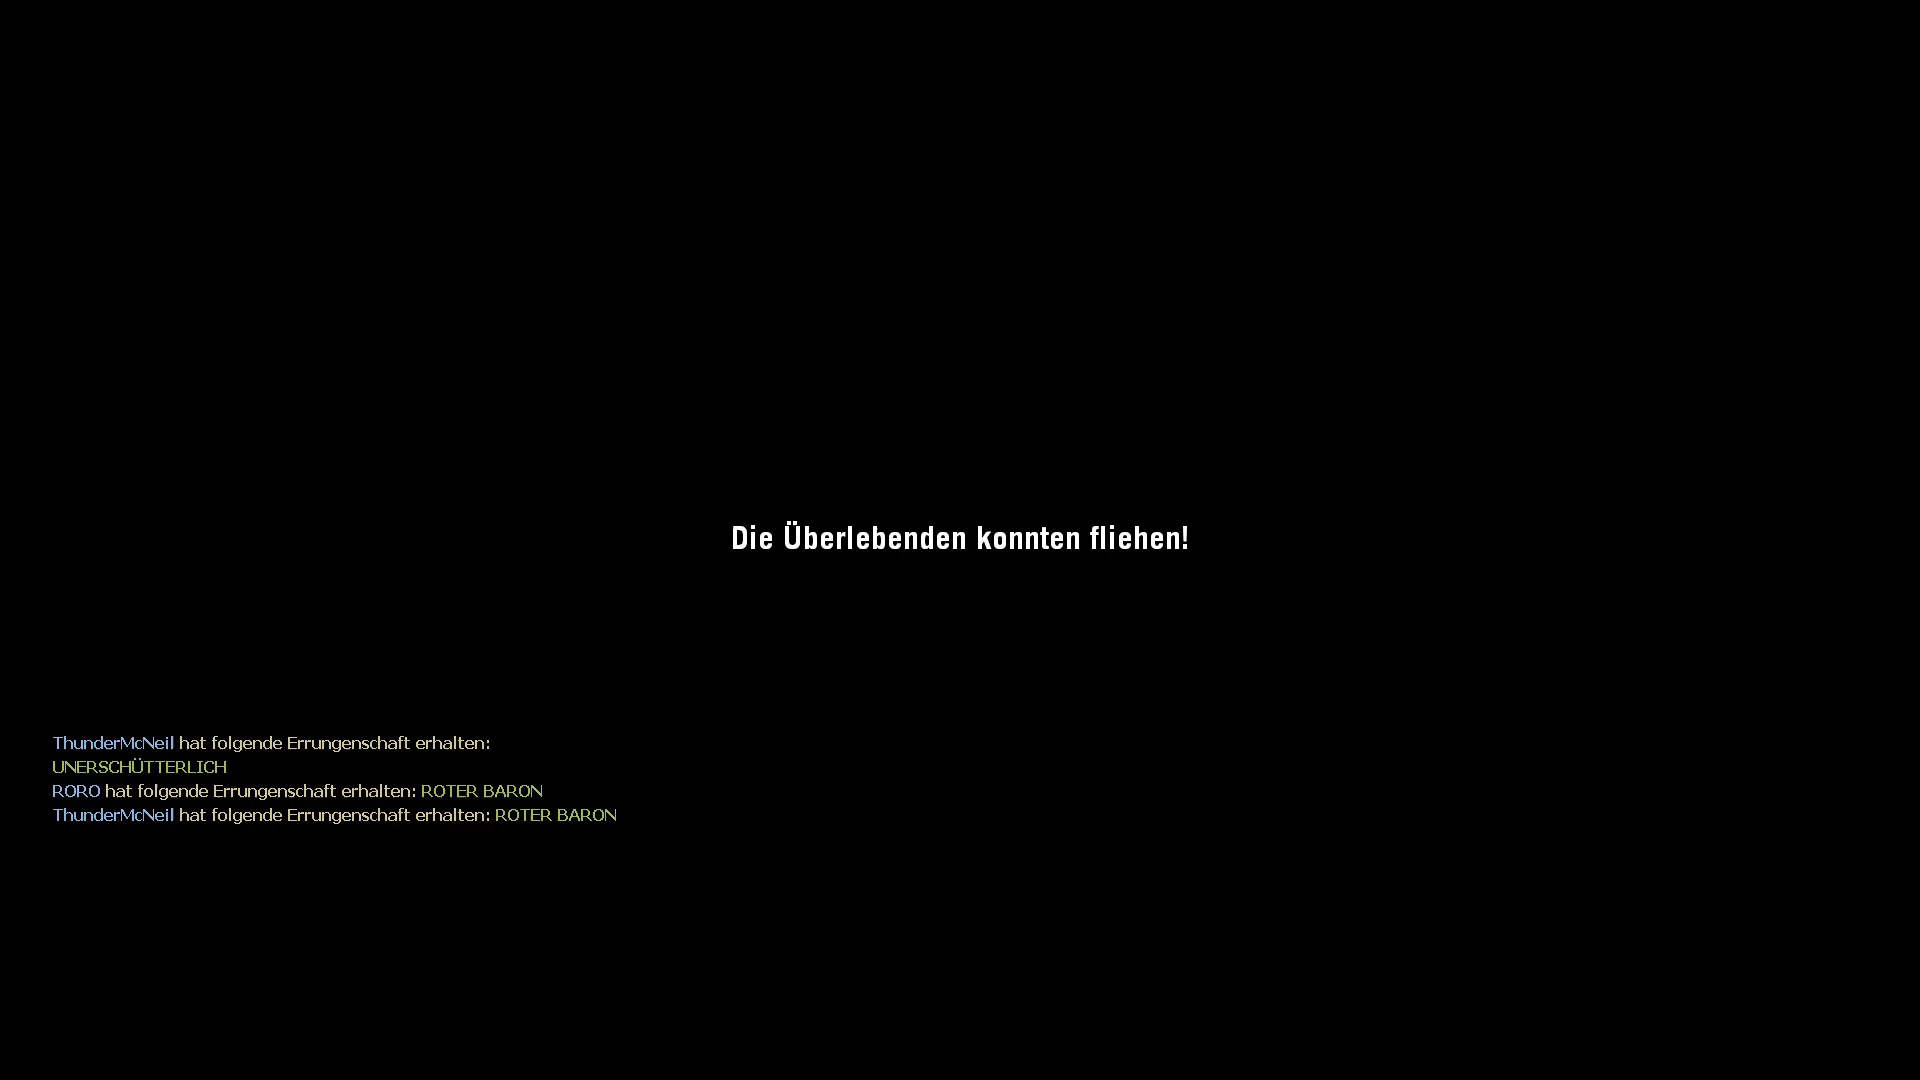 Die Überlebenden konnten fliehen!
ThunderMcNeil hat folgende Errungenschaft erhalten:
UNERSCHÜTTERLICH
RORO hat folgende Errungenschaft erhalten: ROTER BARON
ThunderMcNeil hat folgende Errungenschaft erhalten: ROTER BARON